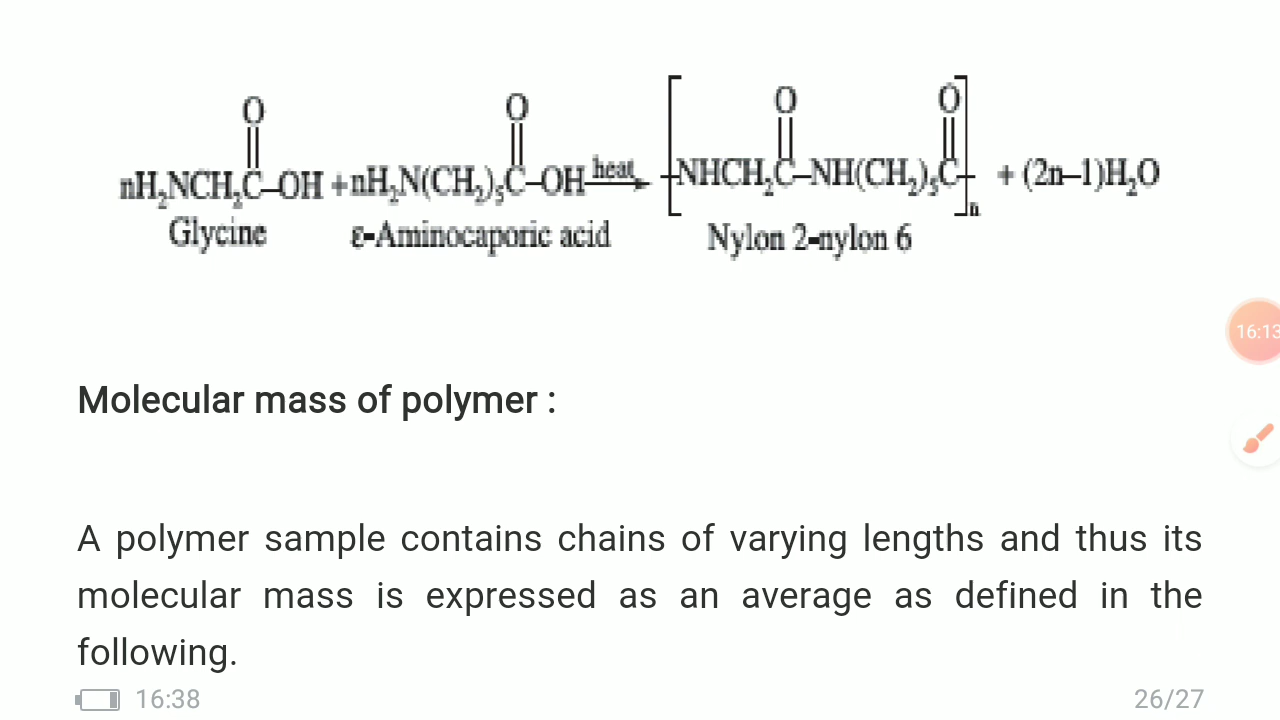 O O O O
nH₂NCH₂C–OH + nH₂N(CH₂)₅C–OH heat [NHCH₂C–NH(CH₂)₅C]n + (2n–1)H₂O
Glycine ε-Aminocaporic acid Nylon 2-nylon 6
Molecular mass of polymer :
A polymer sample contains chains of varying lengths and thus its
molecular mass is expressed as an average as defined in the
following.
16:13
16:38 26/27